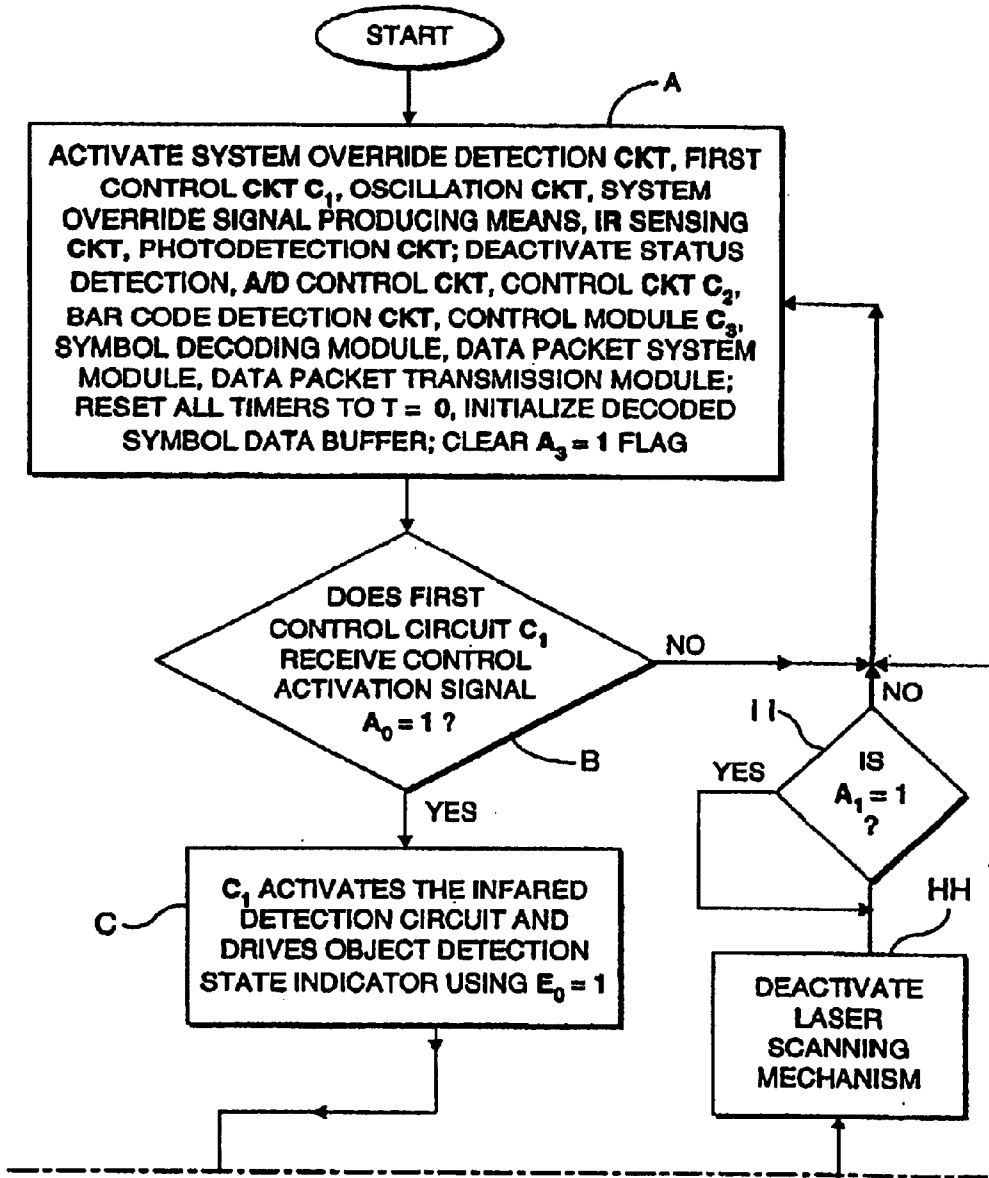 START
A
ACTIVATE SYSTEM OVERRIDE DETECTION CKT, FIRST
CONTROL CKT C₁, OSCILLATION CKT, SYSTEM
OVERRIDE SIGNAL PRODUCING MEANS, IR SENSING
CKT, PHOTODETECTION CKT; DEACTIVATE STATUS
DETECTION, A/D CONTROL CKT, CONTROL CKT C₂,
BAR CODE DETECTION CKT, CONTROL MODULE C₃,
SYMBOL DECODING MODULE, DATA PACKET SYSTEM
MODULE, DATA PACKET TRANSMISSION MODULE;
RESET ALL TIMERS TO T = 0, INITIALIZE DECODED
SYMBOL DATA BUFFER; CLEAR A₃ = 1 FLAG
DOES FIRST
CONTROL CIRCUIT C₁
RECEIVE CONTROL
ACTIVATION SIGNAL
A₀ = 1 ?
NO
B
YES
NO
II
IS
A₁ = 1
?
YES
C
C₁ ACTIVATES THE INFARED
DETECTION CIRCUIT AND
DRIVES OBJECT DETECTION
STATE INDICATOR USING E₀ = 1
HH
DEACTIVATE
LASER
SCANNING
MECHANISM